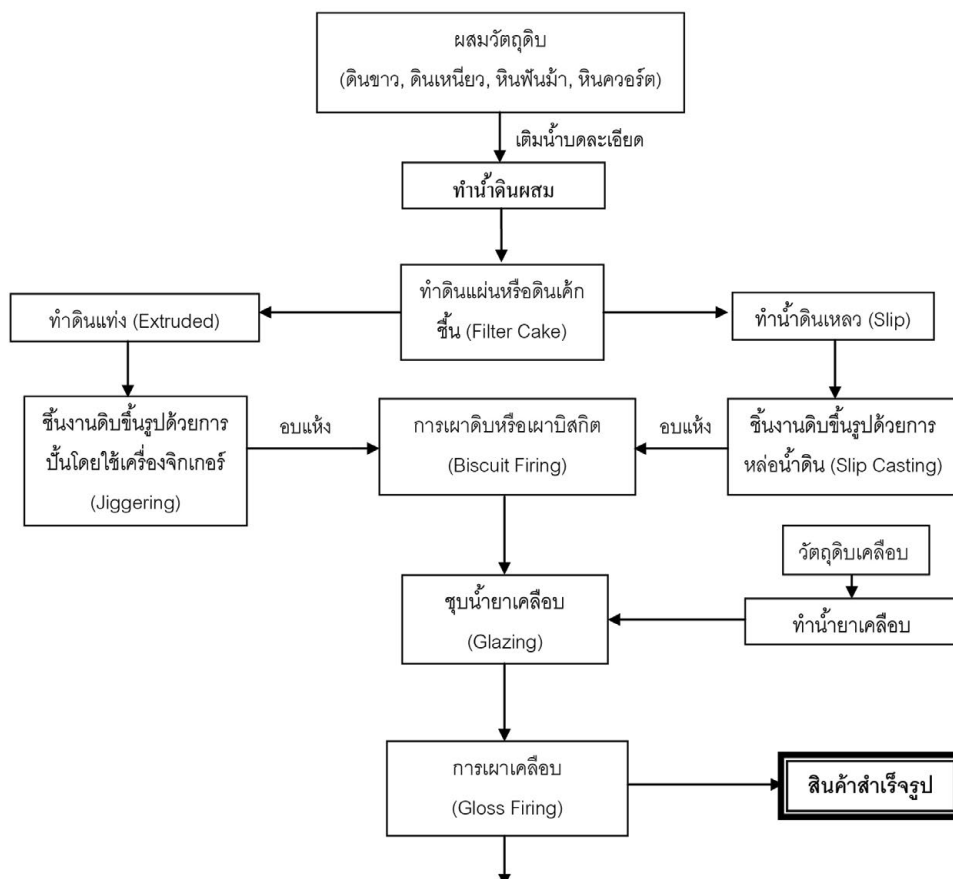 ผสมวัตถุดิบ
(ดินขาว, ดินเหนียว, หินฟันม้า, หินควอร์ต)
เติมน้ำบดละเอียด
ทำน้ำดินผสม
ทำดินแผ่นหรือดินเค้ก
ชื้น (Filter Cake)
ทำดินแท่ง (Extruded)
ทำน้ำดินเหลว (Slip)
ชิ้นงานดิบขึ้นรูปด้วยการ
ปั้นโดยใช้เครื่องจิกเกอร์
(Jiggering)
อบแห้ง
การเผาดิบหรือเผาบิสกิต
(Biscuit Firing)
อบแห้ง
ชิ้นงานดิบขึ้นรูปด้วยการ
หล่อน้ำดิน (Slip Casting)
วัตถุดิบเคลือบ
ทำน้ำยาเคลือบ
ชุบน้ำยาเคลือบ
(Glazing)
การเผาเคลือบ
(Gloss Firing)
สินค้าสำเร็จรูป